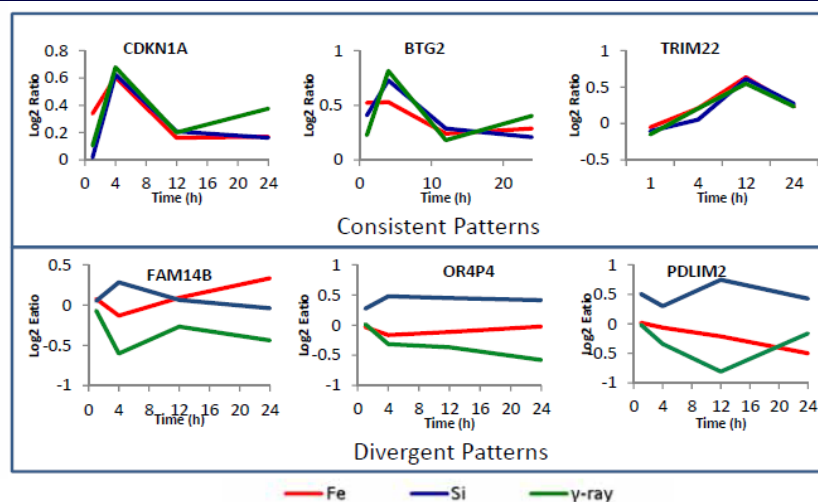 CDKN1A
BTG2
TRIM22
Log2 Ratio
0.8
0.6
0.4
0.2
0
0 4 8 12 16 20 24
Time (h)
Log2 Ratio
1
0.5
0
0 10 20
Time (h)
Log2 Ratio
1
0.5
0
-0.5
1 4 12 24
Time (h)
Consistent Patterns
FAM14B
OR4P4
PDLIM2
Log2 Eatio
0.5
0
-0.5
-1
0 4 8 12 16 20 24
Time (h)
Log2 Eatio
1
0.5
0
-0.5
-1
0 4 8 12 16 20 24
Time (h)
Log2 Eatio
1
0.5
0
-0.5
-1
0 4 8 12 16 20 24
Time (h)
Divergent Patterns
Fe Si γ-ray